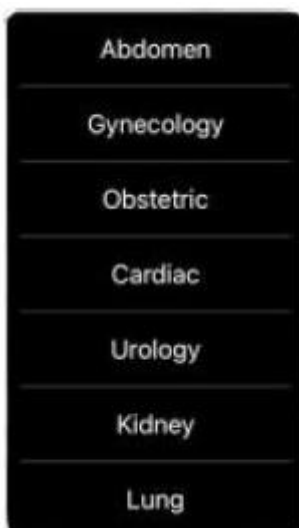 Abdomen
Gynecology
Obstetric
Cardiac
Urology
Kidney
Lung